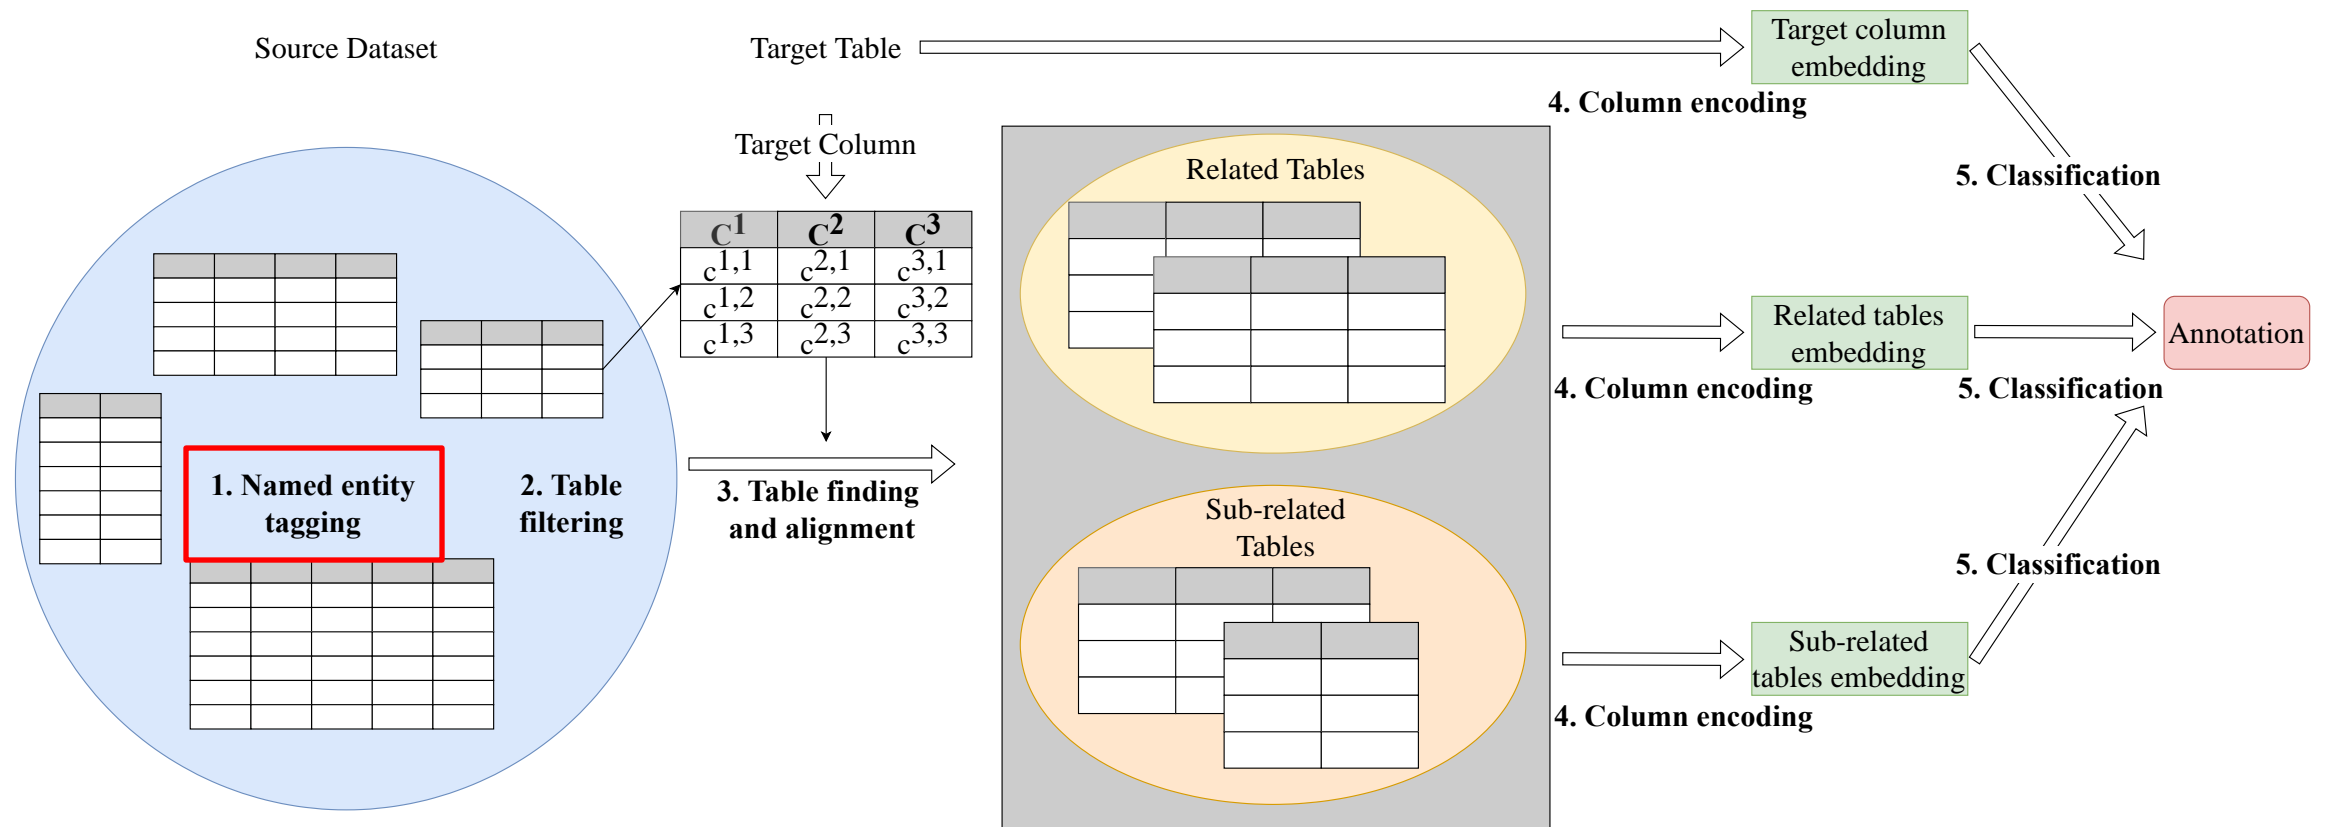 Source Dataset
Target Table
Target column
embedding
4. Column encoding
Target Column
5. Classification
Related Tables
C1 C2 C3
c1,1 c2,1 c3,1
c1,2 c2,2 c3,2
c1,3 c2,3 c3,3
Related tables
embedding
Annotation
4. Column encoding
5. Classification
1. Named entity
tagging
2. Table
filtering
3. Table finding
and alignment
Sub-related
Tables
5. Classification
Sub-related
tables embedding
4. Column encoding